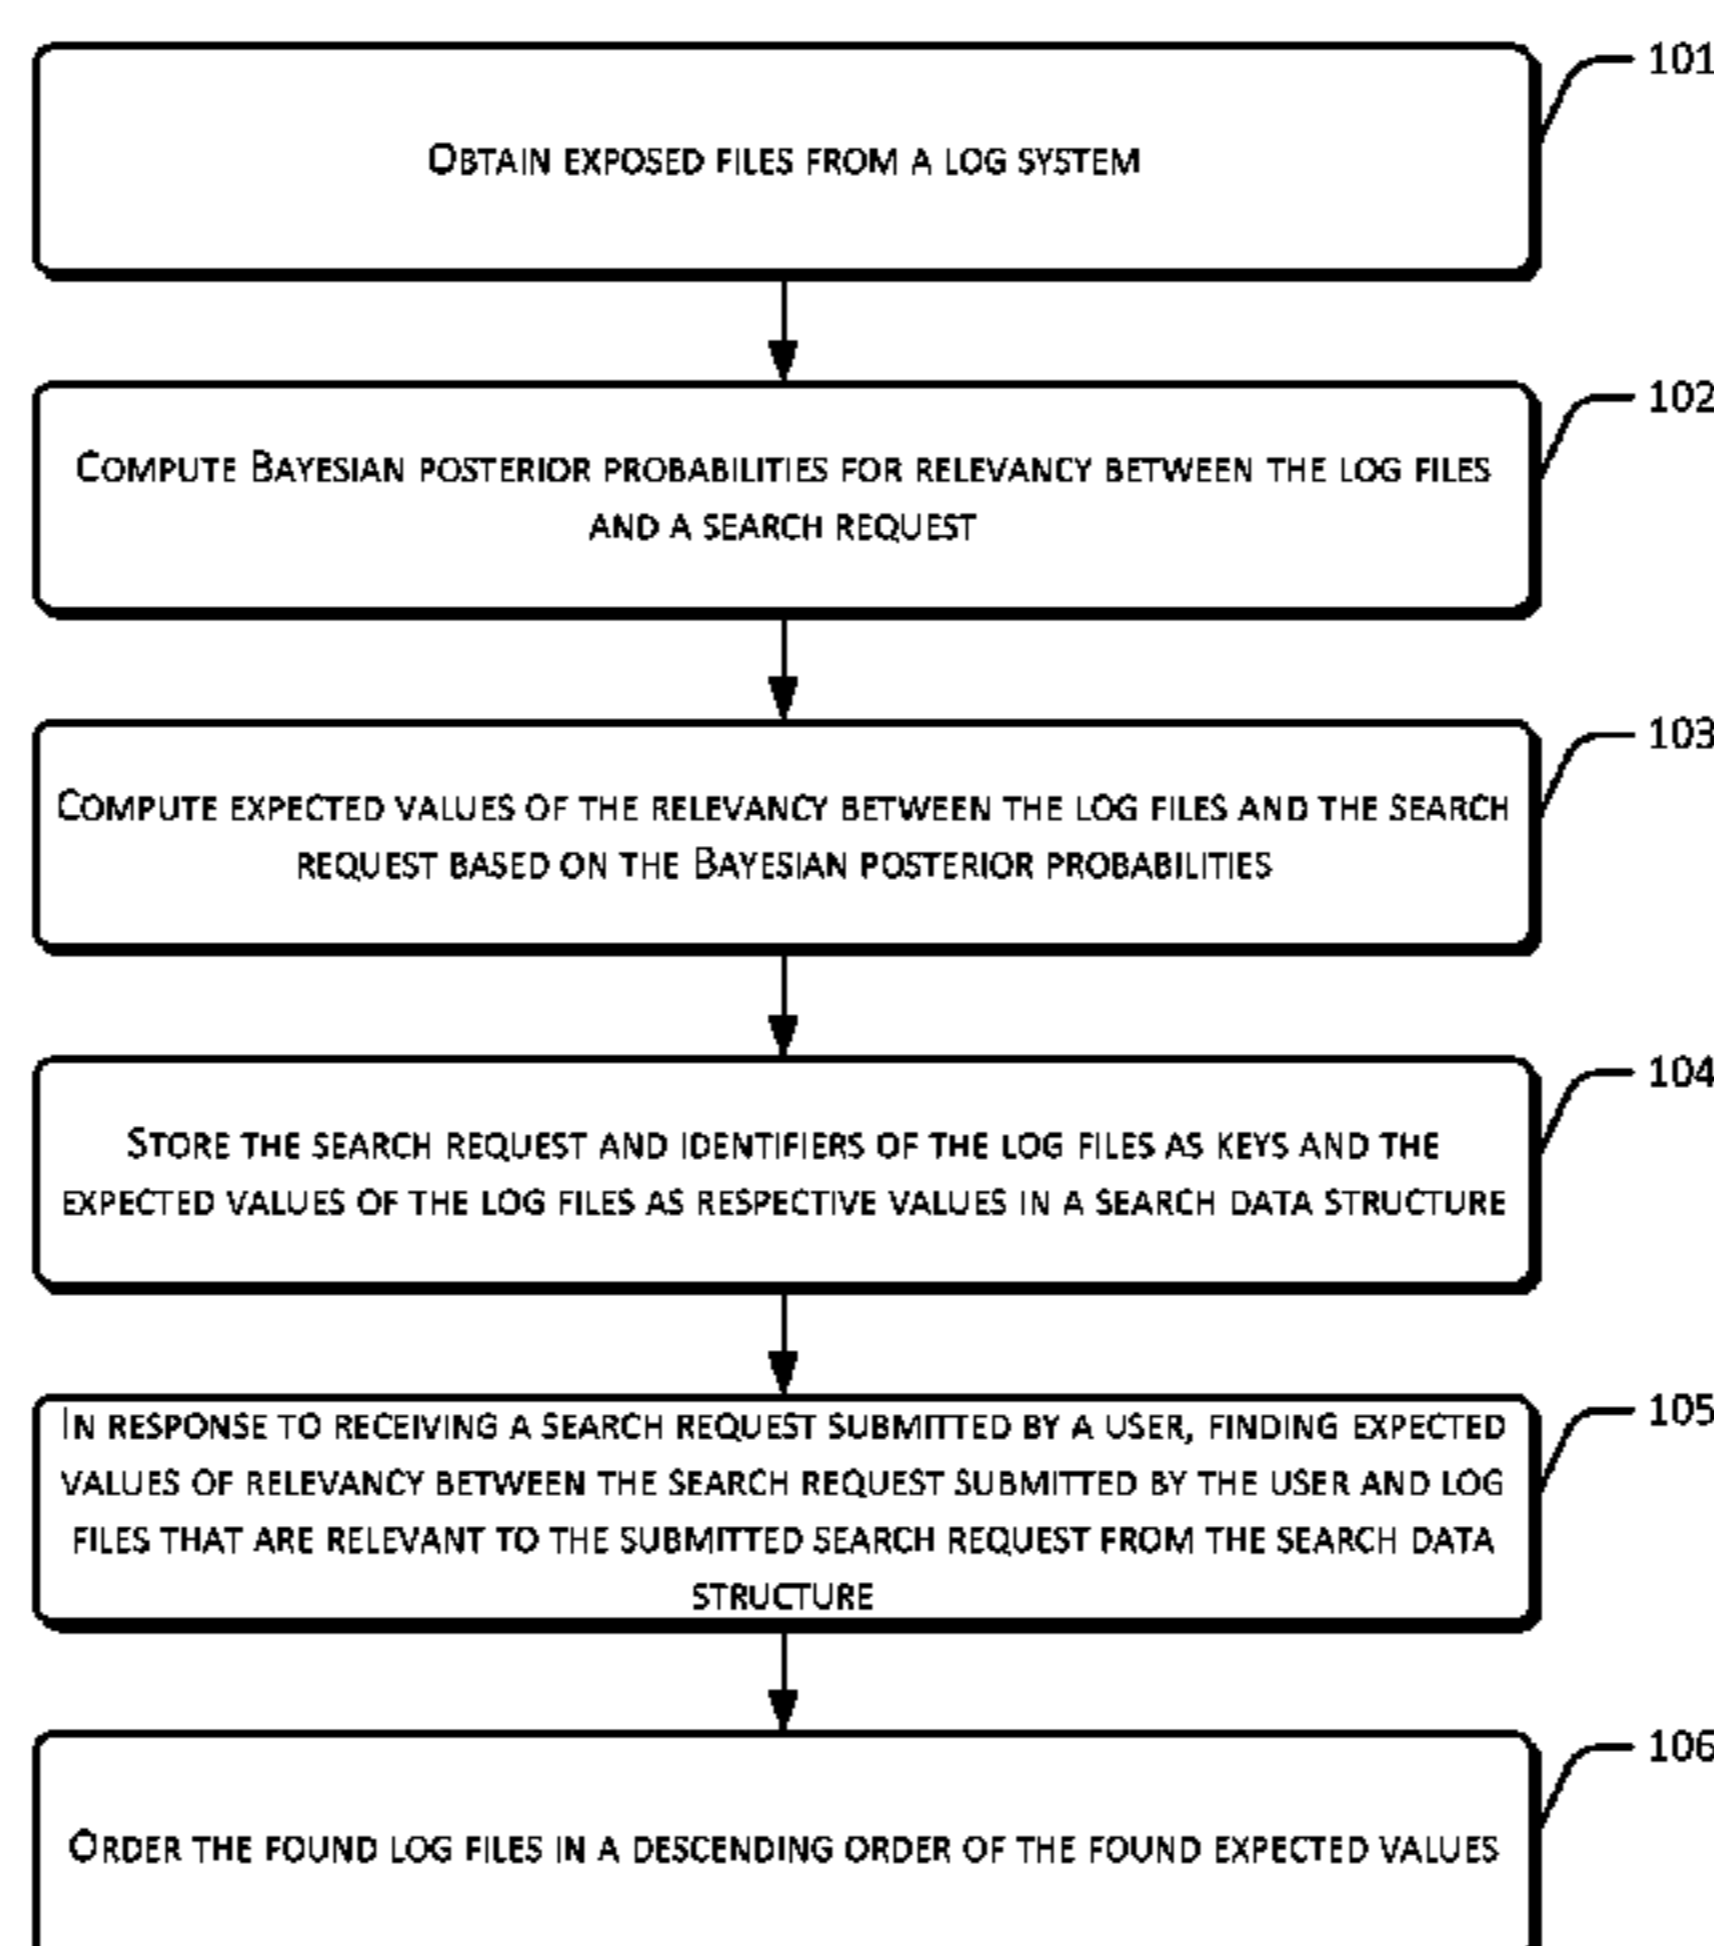 101
OBTAIN EXPOSED FILES FROM A LOG SYSTEM
102
COMPUTE BAYESIAN POSTERIOR PROBABILITIES FOR RELEVANCY BETWEEN THE LOG FILES
AND A SEARCH REQUEST
103
COMPUTE EXPECTED VALUES OF THE RELEVANCY BETWEEN THE LOG FILES AND THE SEARCH
REQUEST BASED ON THE BAYESIAN POSTERIOR PROBABILITIES
104
STORE THE SEARCH REQUEST AND IDENTIFIERS OF THE LOG FILES AS KEYS AND THE
EXPECTED VALUES OF THE LOG FILES AS RESPECTIVE VALUES IN A SEARCH DATA STRUCTURE
105
IN RESPONSE TO RECEIVING A SEARCH REQUEST SUBMITTED BY A USER, FINDING EXPECTED
VALUES OF RELEVANCY BETWEEN THE SEARCH REQUEST SUBMITTED BY THE USER AND LOG
FILES THAT ARE RELEVANT TO THE SUBMITTED SEARCH REQUEST FROM THE SEARCH DATA
STRUCTURE
106
ORDER THE FOUND LOG FILES IN A DESCENDING ORDER OF THE FOUND EXPECTED VALUES